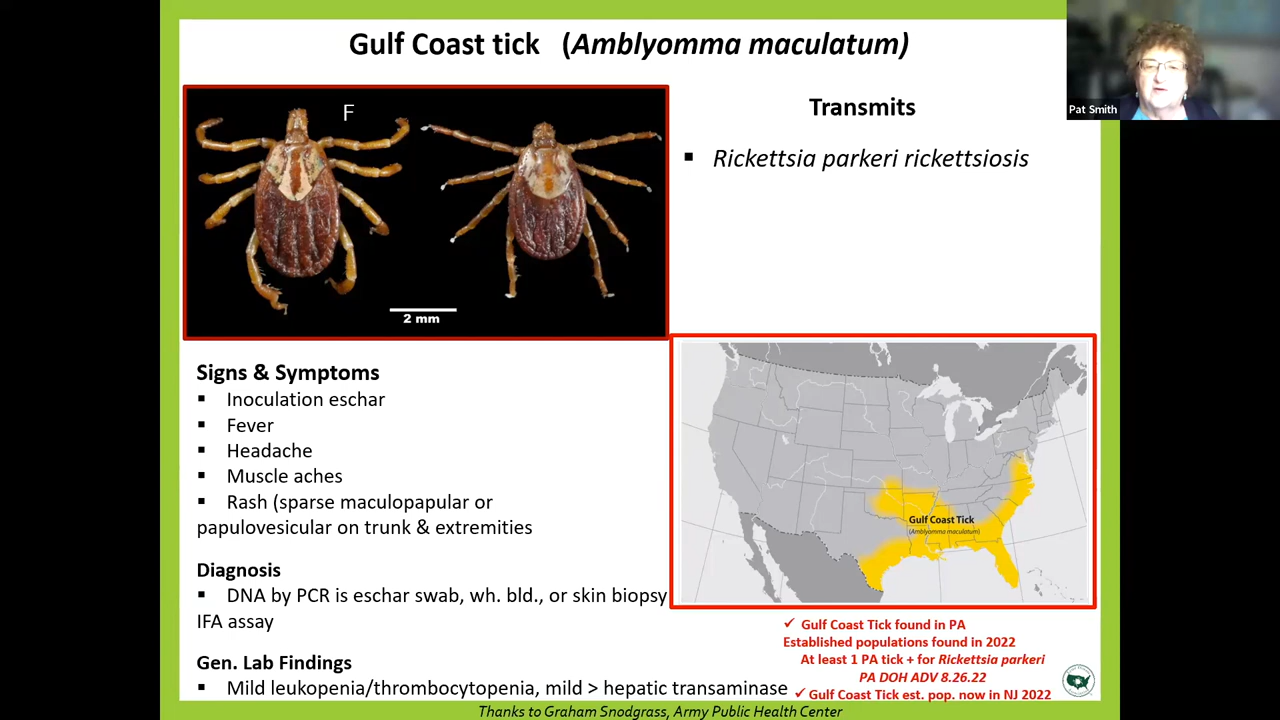 Gulf Coast tick (Amblyomma maculatum)
Pat Smith
F
2 mm
Transmits
▪ Rickettsia parkeri rickettsiosis
Signs & Symptoms
▪ Inoculation eschar
▪ Fever
▪ Headache
▪ Muscle aches
▪ Rash (sparse maculopapular or
papulovesicular on trunk & extremities
Diagnosis
▪ DNA by PCR is eschar swab, wh. bld., or skin biopsy
IFA assay
Gen. Lab Findings
▪ Mild leukopenia/thrombocytopenia, mild > hepatic transaminase
Gulf Coast Tick
(Amblyomma maculatum)
✓ Gulf Coast Tick found in PA
Established populations found in 2022
At least 1 PA tick + for Rickettsia parkeri
PA DOH ADV 8.26.22
✓ Gulf Coast Tick est. pop. now in NJ 2022
Thanks to Graham Snodgrass, Army Public Health Center